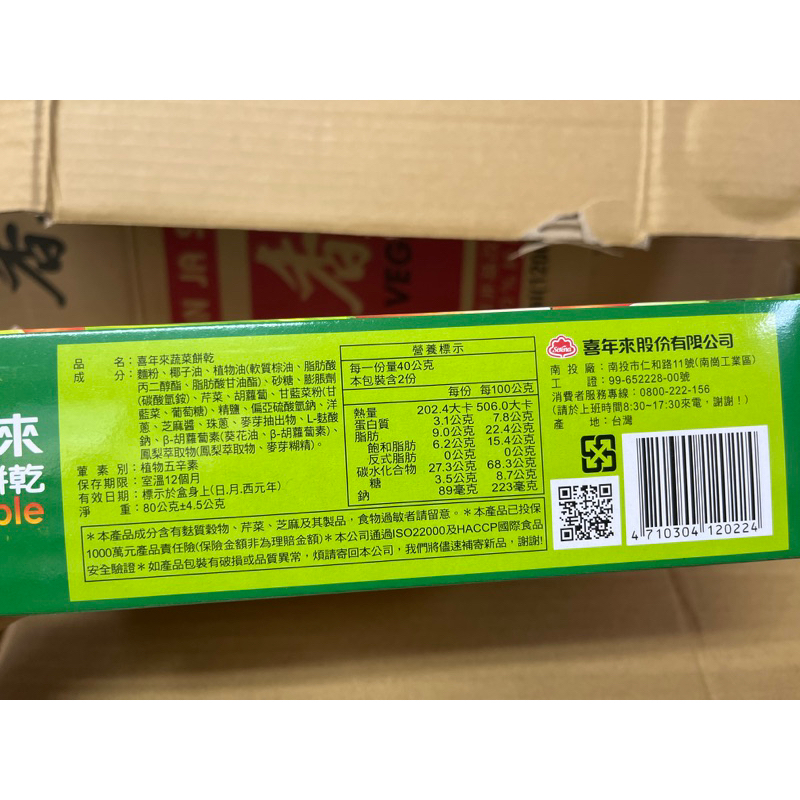 香
N JA S
香
VEG
來
餅乾
ble
品 名：喜年來蔬菜餅乾
成 分：麵粉、椰子油、植物油(軟質棕油、脂肪酸
丙二醇酯、脂肪酸甘油酯)、砂糖、膨脹劑
(碳酸氫銨)、芹菜、胡蘿蔔、甘藍菜粉(甘
藍菜、葡萄糖)、精鹽、偏亞硫酸氫鈉、洋
蔥、芝麻醬、珠蔥、麥芽抽出物、L-麩酸
鈉、β-胡蘿蔔素(葵花油、β-胡蘿蔔素)、
鳳梨萃取物(鳳梨萃取物、麥芽糊精)。
葷 素 別：植物五辛素
保存期限：室溫12個月
有效日期：標示於盒身上(日.月.西元年)
淨 重：80公克±4.5公克
營養標示
每一份量40公克
本包裝含2份
每份 每100公克
熱量 202.4大卡 506.0大卡
蛋白質 3.1公克 7.8公克
脂肪 9.0公克 22.4公克
飽和脂肪 6.2公克 15.4公克
反式脂肪 0公克 0公克
碳水化合物 27.3公克 68.3公克
糖 3.5公克 8.7公克
鈉 89毫克 223毫克
＊本產品成分含有麩質穀物、芹菜、芝麻及其製品，食物過敏者請留意。＊本產品已投保
1000萬元產品責任險(保險金額非為理賠金額)＊本公司通過ISO22000及HACCP國際食品
安全驗證＊如產品包裝有破損或品質異常，煩請寄回本公司，我們將儘速補寄新品，謝謝!
喜年來股份有限公司
南 投 廠：南投市仁和路11號(南崗工業區)
工 證：99-652228-00號
消費者服務專線：0800-222-156
(請於上班時間8:30~17:30來電，謝謝！)
產 地：台灣
4 710304 120224